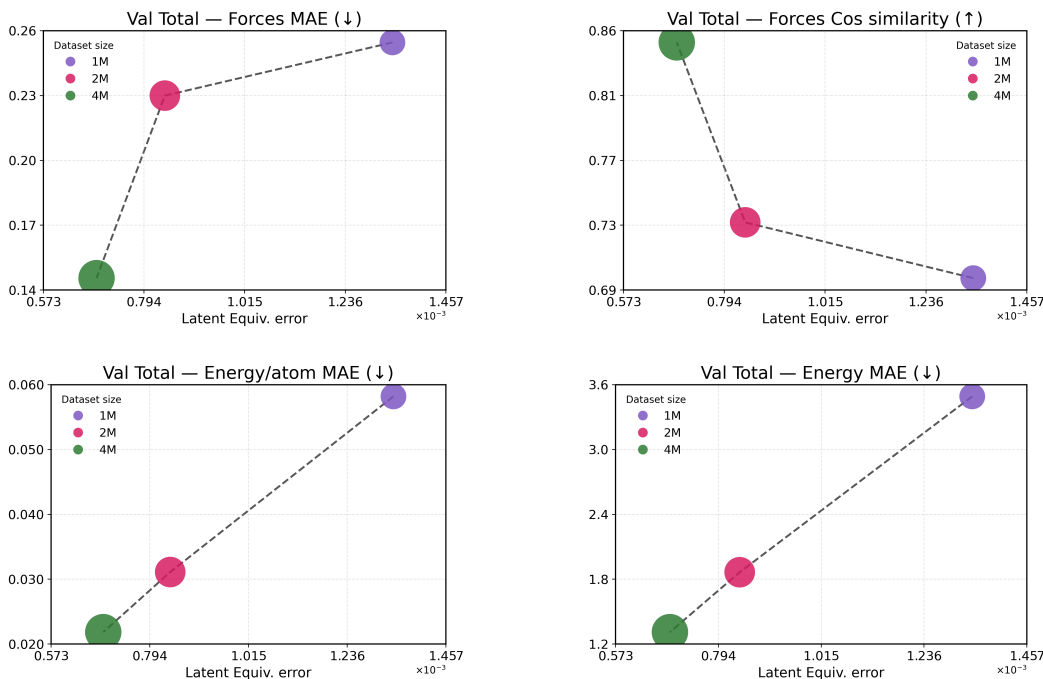 Val Total — Forces MAE (↓)
0.26
0.23
0.20
0.17
0.14
Dataset size
1M
2M
4M
0.573 0.794 1.015 1.236 1.457
Latent Equiv. error
×10⁻³
Val Total — Forces Cos similarity (↑)
0.86
0.81
0.77
0.73
0.69
Dataset size
1M
2M
4M
0.573 0.794 1.015 1.236 1.457
Latent Equiv. error
×10⁻³
Val Total — Energy/atom MAE (↓)
0.060
0.050
0.040
0.030
0.020
Dataset size
1M
2M
4M
0.573 0.794 1.015 1.236 1.457
Latent Equiv. error
×10⁻³
Val Total — Energy MAE (↓)
3.6
3.0
2.4
1.8
1.2
Dataset size
1M
2M
4M
0.573 0.794 1.015 1.236 1.457
Latent Equiv. error
×10⁻³